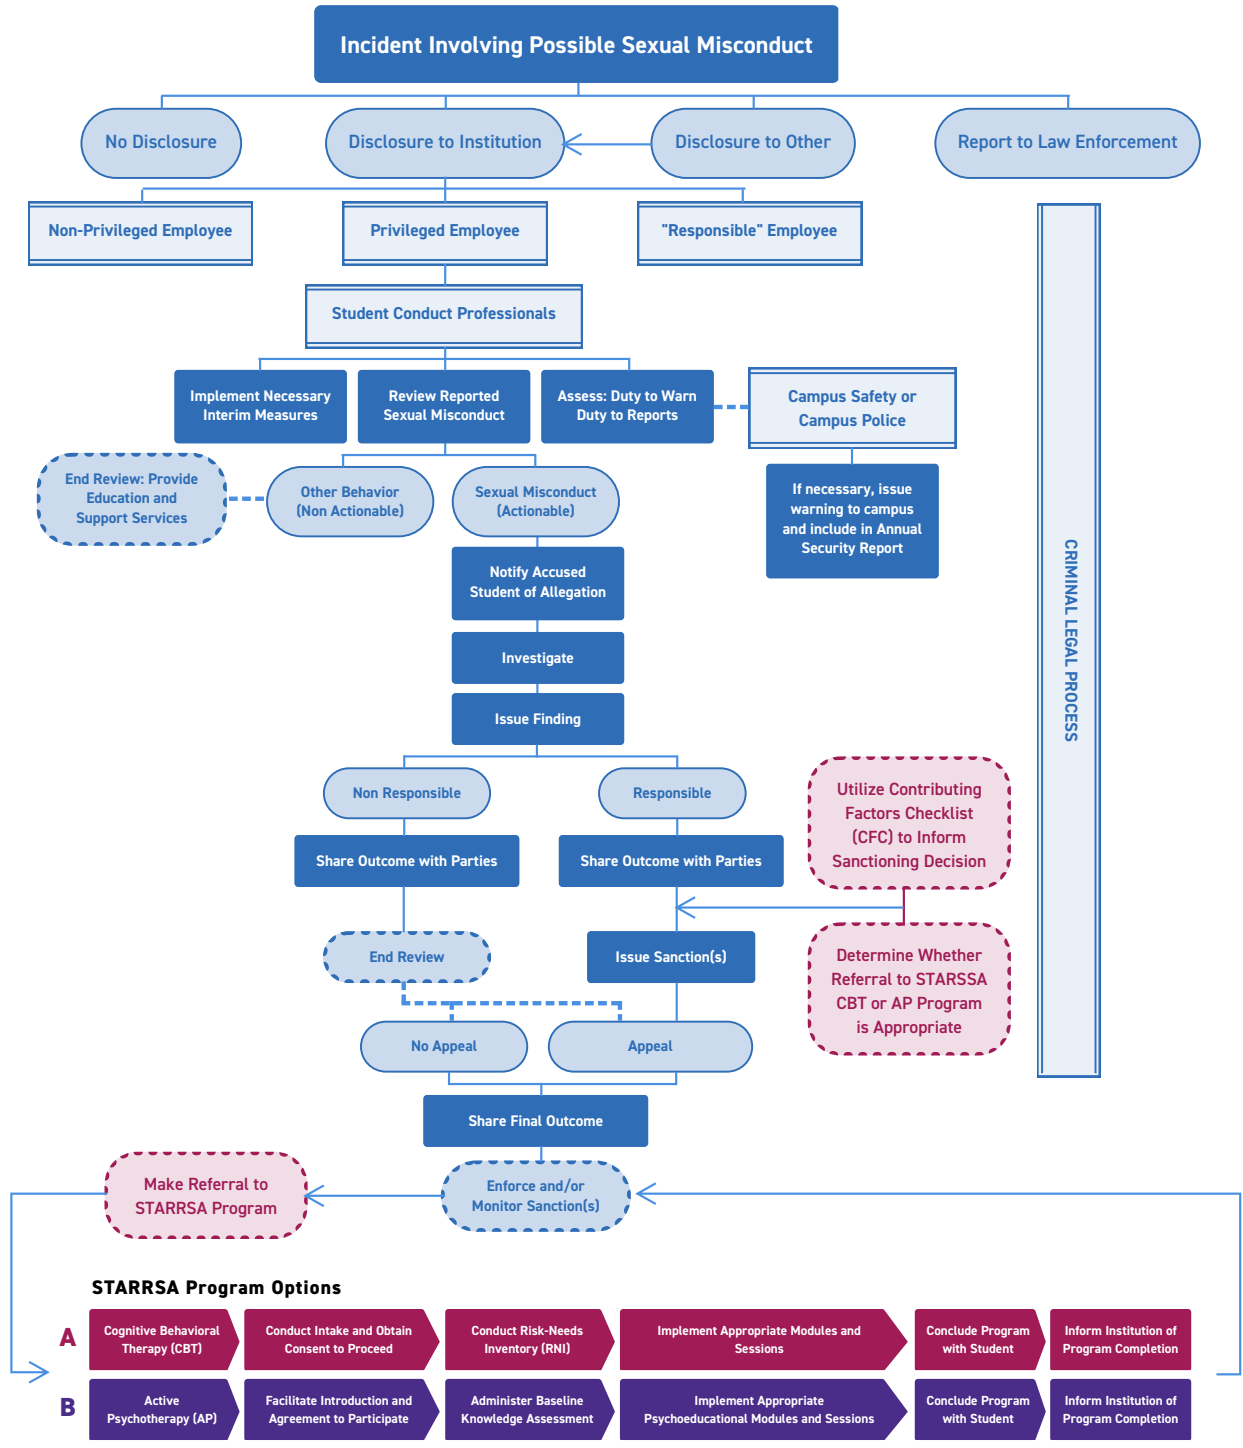 Incident Involving Possible Sexual Misconduct
No Disclosure
Disclosure to Institution
Disclosure to Other
Report to Law Enforcement
Non-Privileged Employee
Privileged Employee
"Responsible" Employee
Student Conduct Professionals
Implement Necessary
Interim Measures
Review Reported
Sexual Misconduct
Assess: Duty to Warn
Duty to Reports
Campus Safety or
Campus Police
End Review: Provide
Education and
Support Services
Other Behavior
(Non Actionable)
Sexual Misconduct
(Actionable)
If necessary, issue
warning to campus
and include in Annual
Security Report
CRIMINAL LEGAL PROCESS
Notify Accused
Student of Allegation
Investigate
Issue Finding
Non Responsible
Responsible
Utilize Contributing
Factors Checklist
(CFC) to Inform
Sanctioning Decision
Share Outcome with Parties
Share Outcome with Parties
End Review
Issue Sanction(s)
Determine Whether
Referral to STARSSA
CBT or AP Program
is Appropriate
No Appeal
Appeal
Share Final Outcome
Make Referral to
STARRSA Program
Enforce and/or
Monitor Sanction(s)
STARRSA Program Options
A
Cognitive Behavioral
Therapy (CBT)
Conduct Intake and Obtain
Consent to Proceed
Conduct Risk-Needs
Inventory (RNI)
Implement Appropriate Modules and
Sessions
Conclude Program
with Student
Inform Institution of
Program Completion
B
Active
Psychotherapy (AP)
Facilitate Introduction and
Agreement to Participate
Administer Baseline
Knowledge Assessment
Implement Appropriate
Psychoeducational Modules and Sessions
Conclude Program
with Student
Inform Institution of
Program Completion